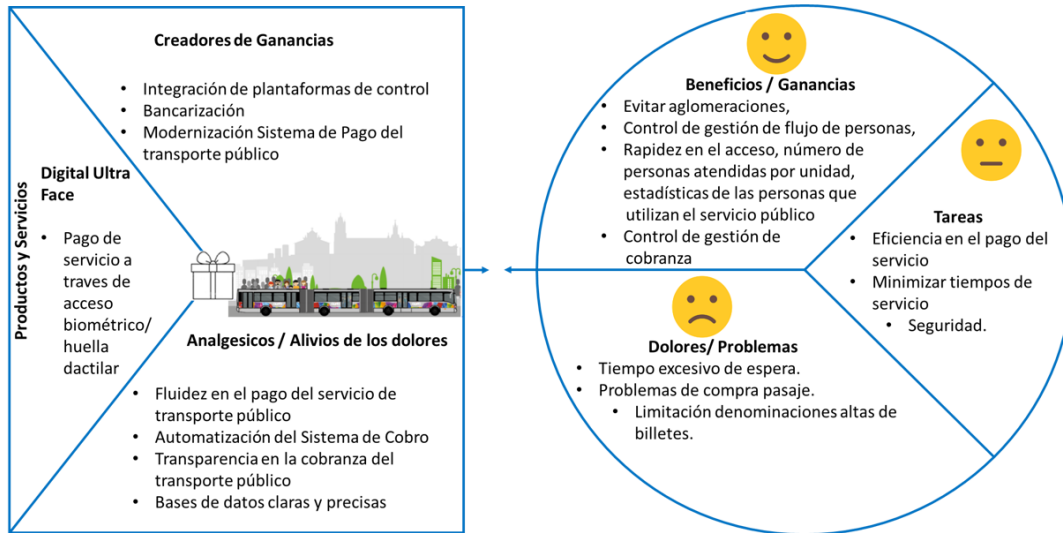 Creadores de Ganancias
• Integración de plantaformas de control
• Bancarización
• Modernización Sistema de Pago del
transporte público
Productos y Servicios
Digital Ultra
Face
• Pago de
servicio a
traves de
acceso
biométrico/
huella
dactilar
Analgesicos / Alivios de los dolores
• Fluidez en el pago del servicio de
transporte público
• Automatización del Sistema de Cobro
• Transparencia en la cobranza del
transporte público
• Bases de datos claras y precisas
Beneficios / Ganancias
• Evitar aglomeraciones,
• Control de gestión de flujo de personas,
• Rapidez en el acceso, número de
personas atendidas por unidad,
estadísticas de las personas que
utilizan el servicio público
• Control de gestión de
cobranza
Tareas
• Eficiencia en el pago del
servicio
• Minimizar tiempos de
servicio
• Seguridad.
Dolores/ Problemas
• Tiempo excesivo de espera.
• Problemas de compra pasaje.
• Limitación denominaciones altas de
billetes.